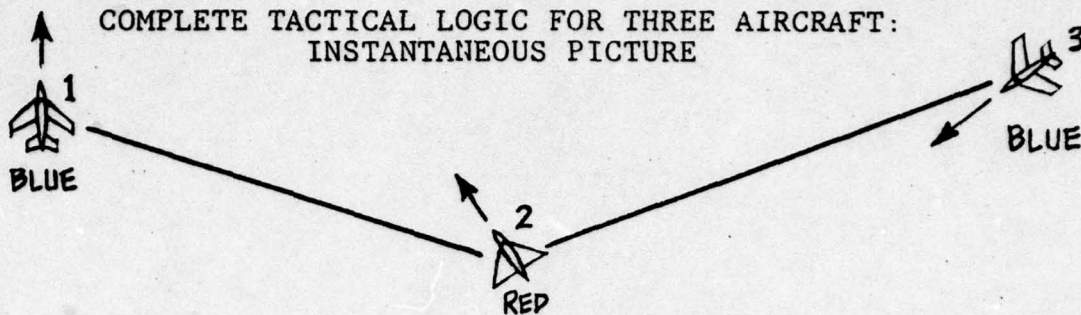 COMPLETE TACTICAL LOGIC FOR THREE AIRCRAFT:
INSTANTANEOUS PICTURE
1
BLUE
2
RED
3
BLUE